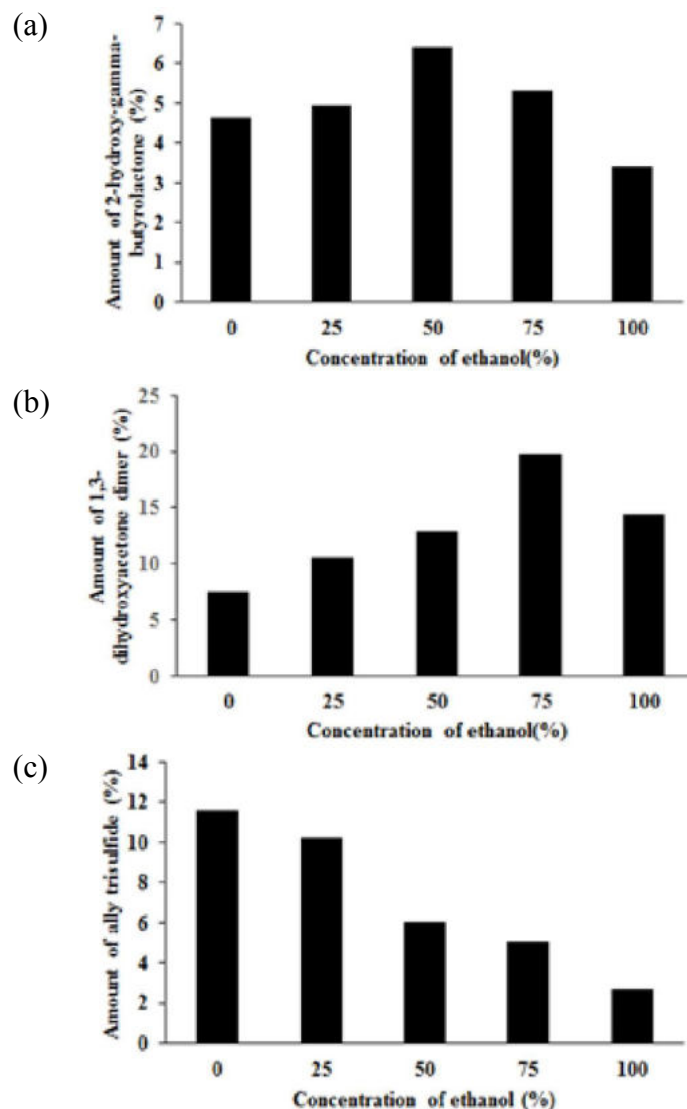 (a)
Amount of 2-hydroxy-gamma-
butyrolactone (%)
7
6
5
4
3
2
1
0
0 25 50 75 100
Concentration of ethanol(%)
(b)
Amount of 1,3-
dihydroxyacetone dimer (%)
25
20
15
10
5
0
0 25 50 75 100
Concentration of ethanol(%)
(c)
Amount of ally trisulfide (%)
14
12
10
8
6
4
2
0
0 25 50 75 100
Concentration of ethanol (%)